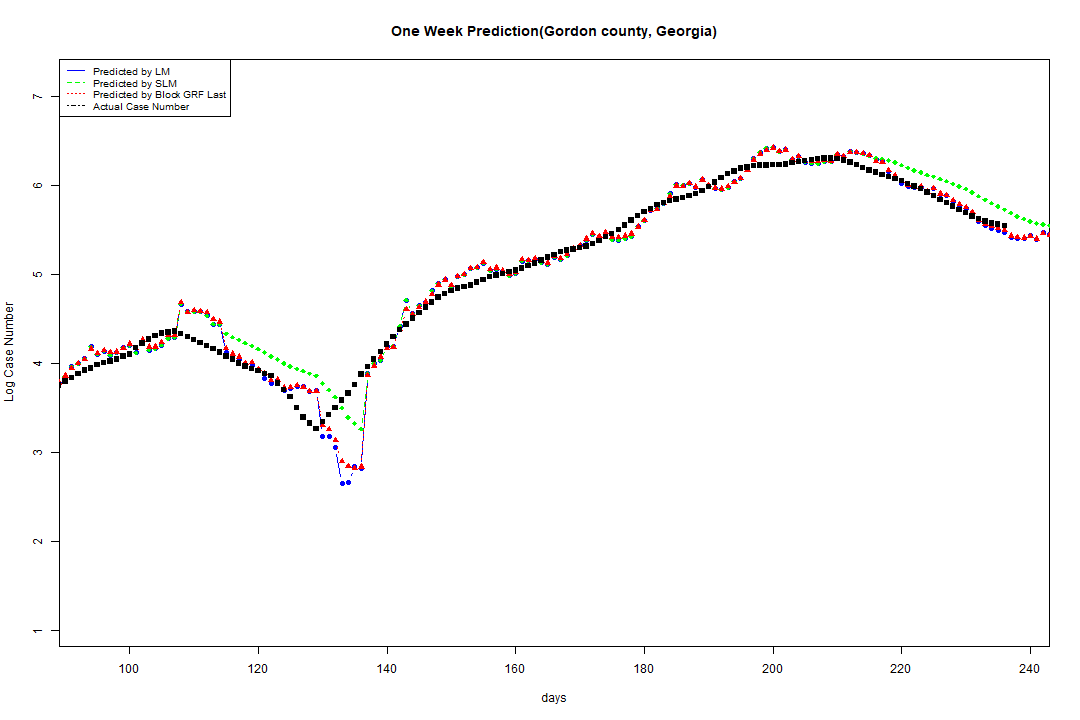 One Week Prediction(Gordon county, Georgia)
Predicted by LM
Predicted by SLM
Predicted by Block GRF Last
Actual Case Number
7
6
5
4
3
2
1
Log Case Number
100 120 140 160 180 200 220 240
days